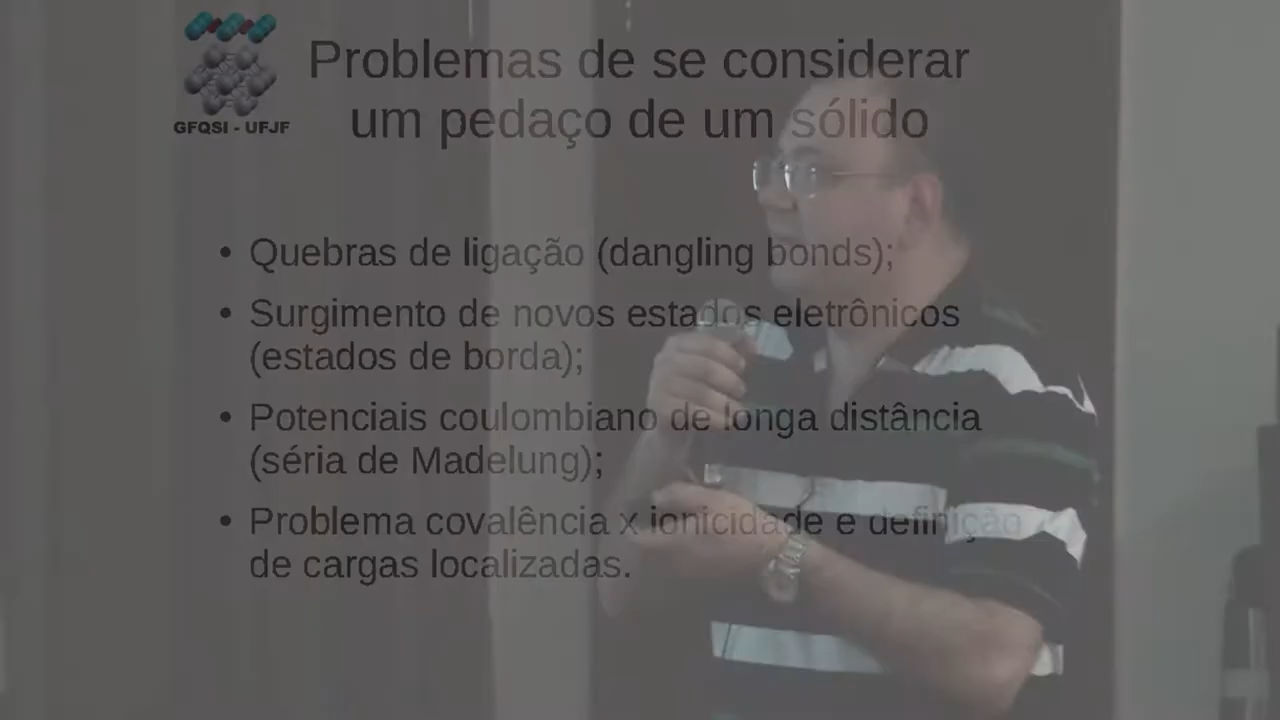 GFQSI - UFJF
Problemas de se considerar
um pedaço de um sólido
• Quebras de ligação (dangling bonds);
• Surgimento de novos estados eletrônicos
(estados de borda);
• Potenciais coulombiano de longa distância
(séria de Madelung);
• Problema covalência x ionicidade e definição
de cargas localizadas.